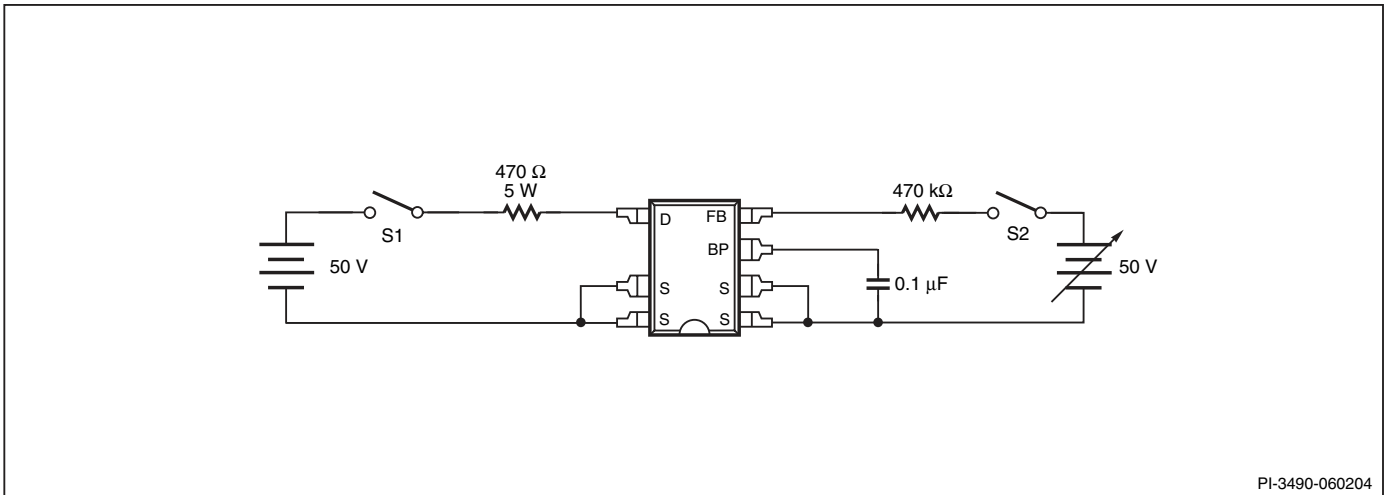 470 Ω
5 W
470 kΩ
S1
D
FB
S2
BP
50 V
50 V
S
S
0.1 µF
S
S
PI-3490-060204